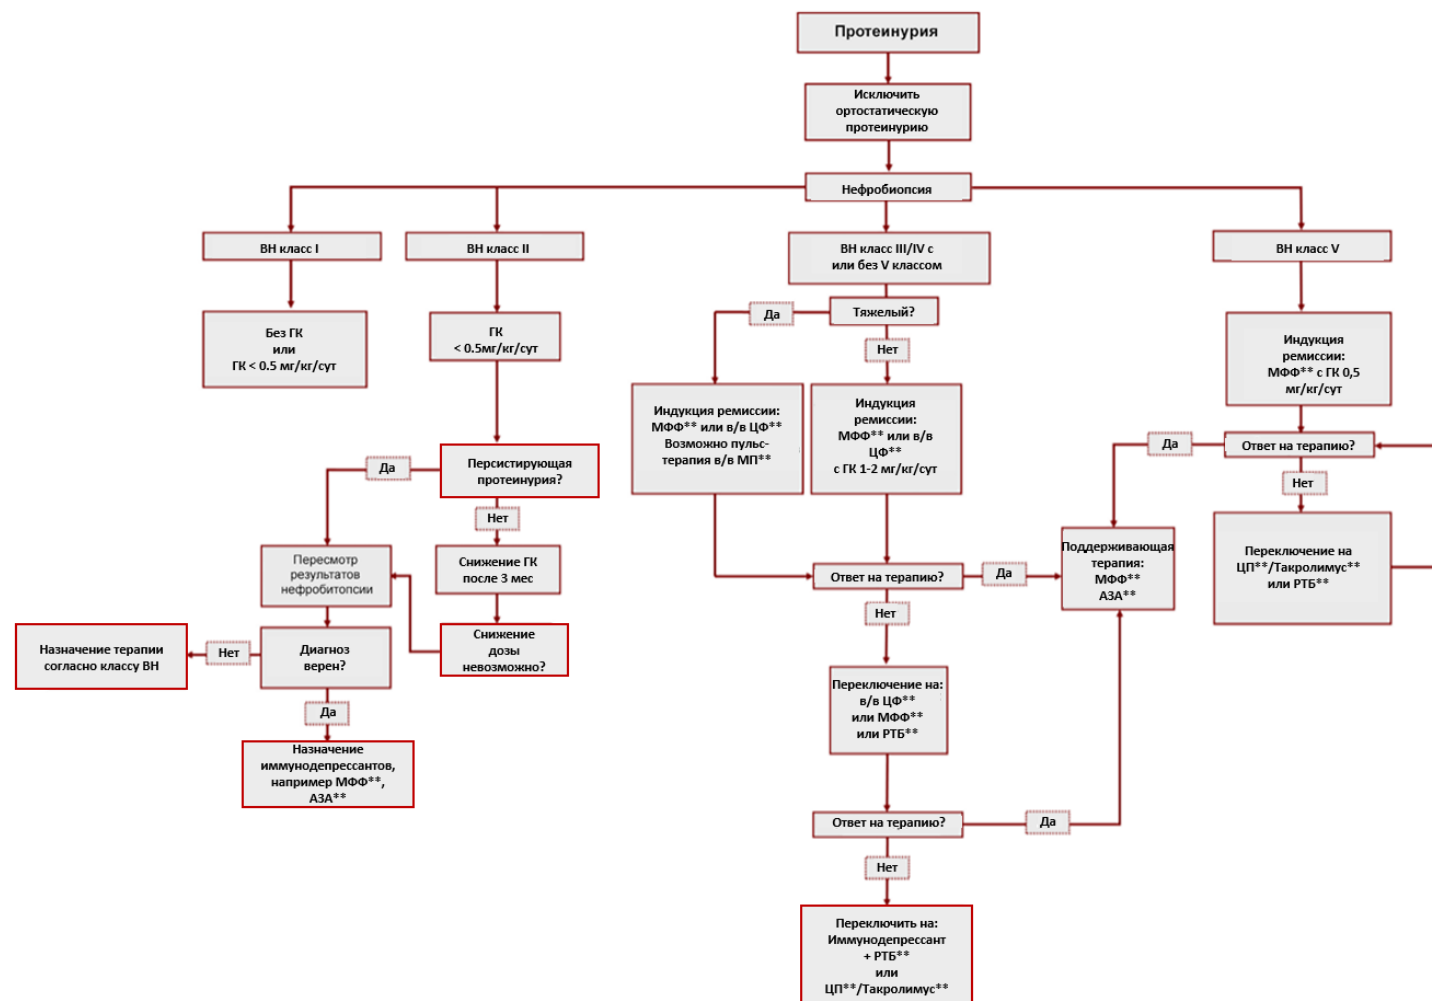 Протеинурия
Исключить
ортостатическую
протеинурию
Нефробиопсия
ВН класс I
Без ГК
или
ГК < 0.5 мг/кг/сут
ВН класс II
ГК
< 0.5мг/кг/сут
Персистирующая
протеинурия?
Да
Нет
Снижение ГК
после 3 мес
Снижение
дозы
невозможно?
Пересмотр
результатов
нефробитопсии
Диагноз
верен?
Нет
Назначение терапии
согласно классу ВН
Да
Назначение
иммунодепрессантов,
например МФФ**,
АЗА**
ВН класс III/IV с
или без V классом
Тяжелый?
Да
Нет
Индукция ремиссии:
МФФ** или в/в ЦФ**
Возможно пульс-
терапия в/в МП**
Индукция
ремиссии:
МФФ** или в/в
ЦФ**
с ГК 1-2 мг/кг/сут
Ответ на терапию?
Да
Нет
Переключение на:
в/в ЦФ**
или МФФ**
или РТБ**
Ответ на терапию?
Да
Нет
Переключить на:
Иммунодепрессант
+ РТБ**
или
ЦП**/Такролимус**
Поддерживающая
терапия:
МФФ**
АЗА**
ВН класс V
Индукция
ремиссии:
МФФ** с ГК 0,5
мг/кг/сут
Ответ на терапию?
Да
Нет
Переключение на
ЦП**/Такролимус**
или РТБ**